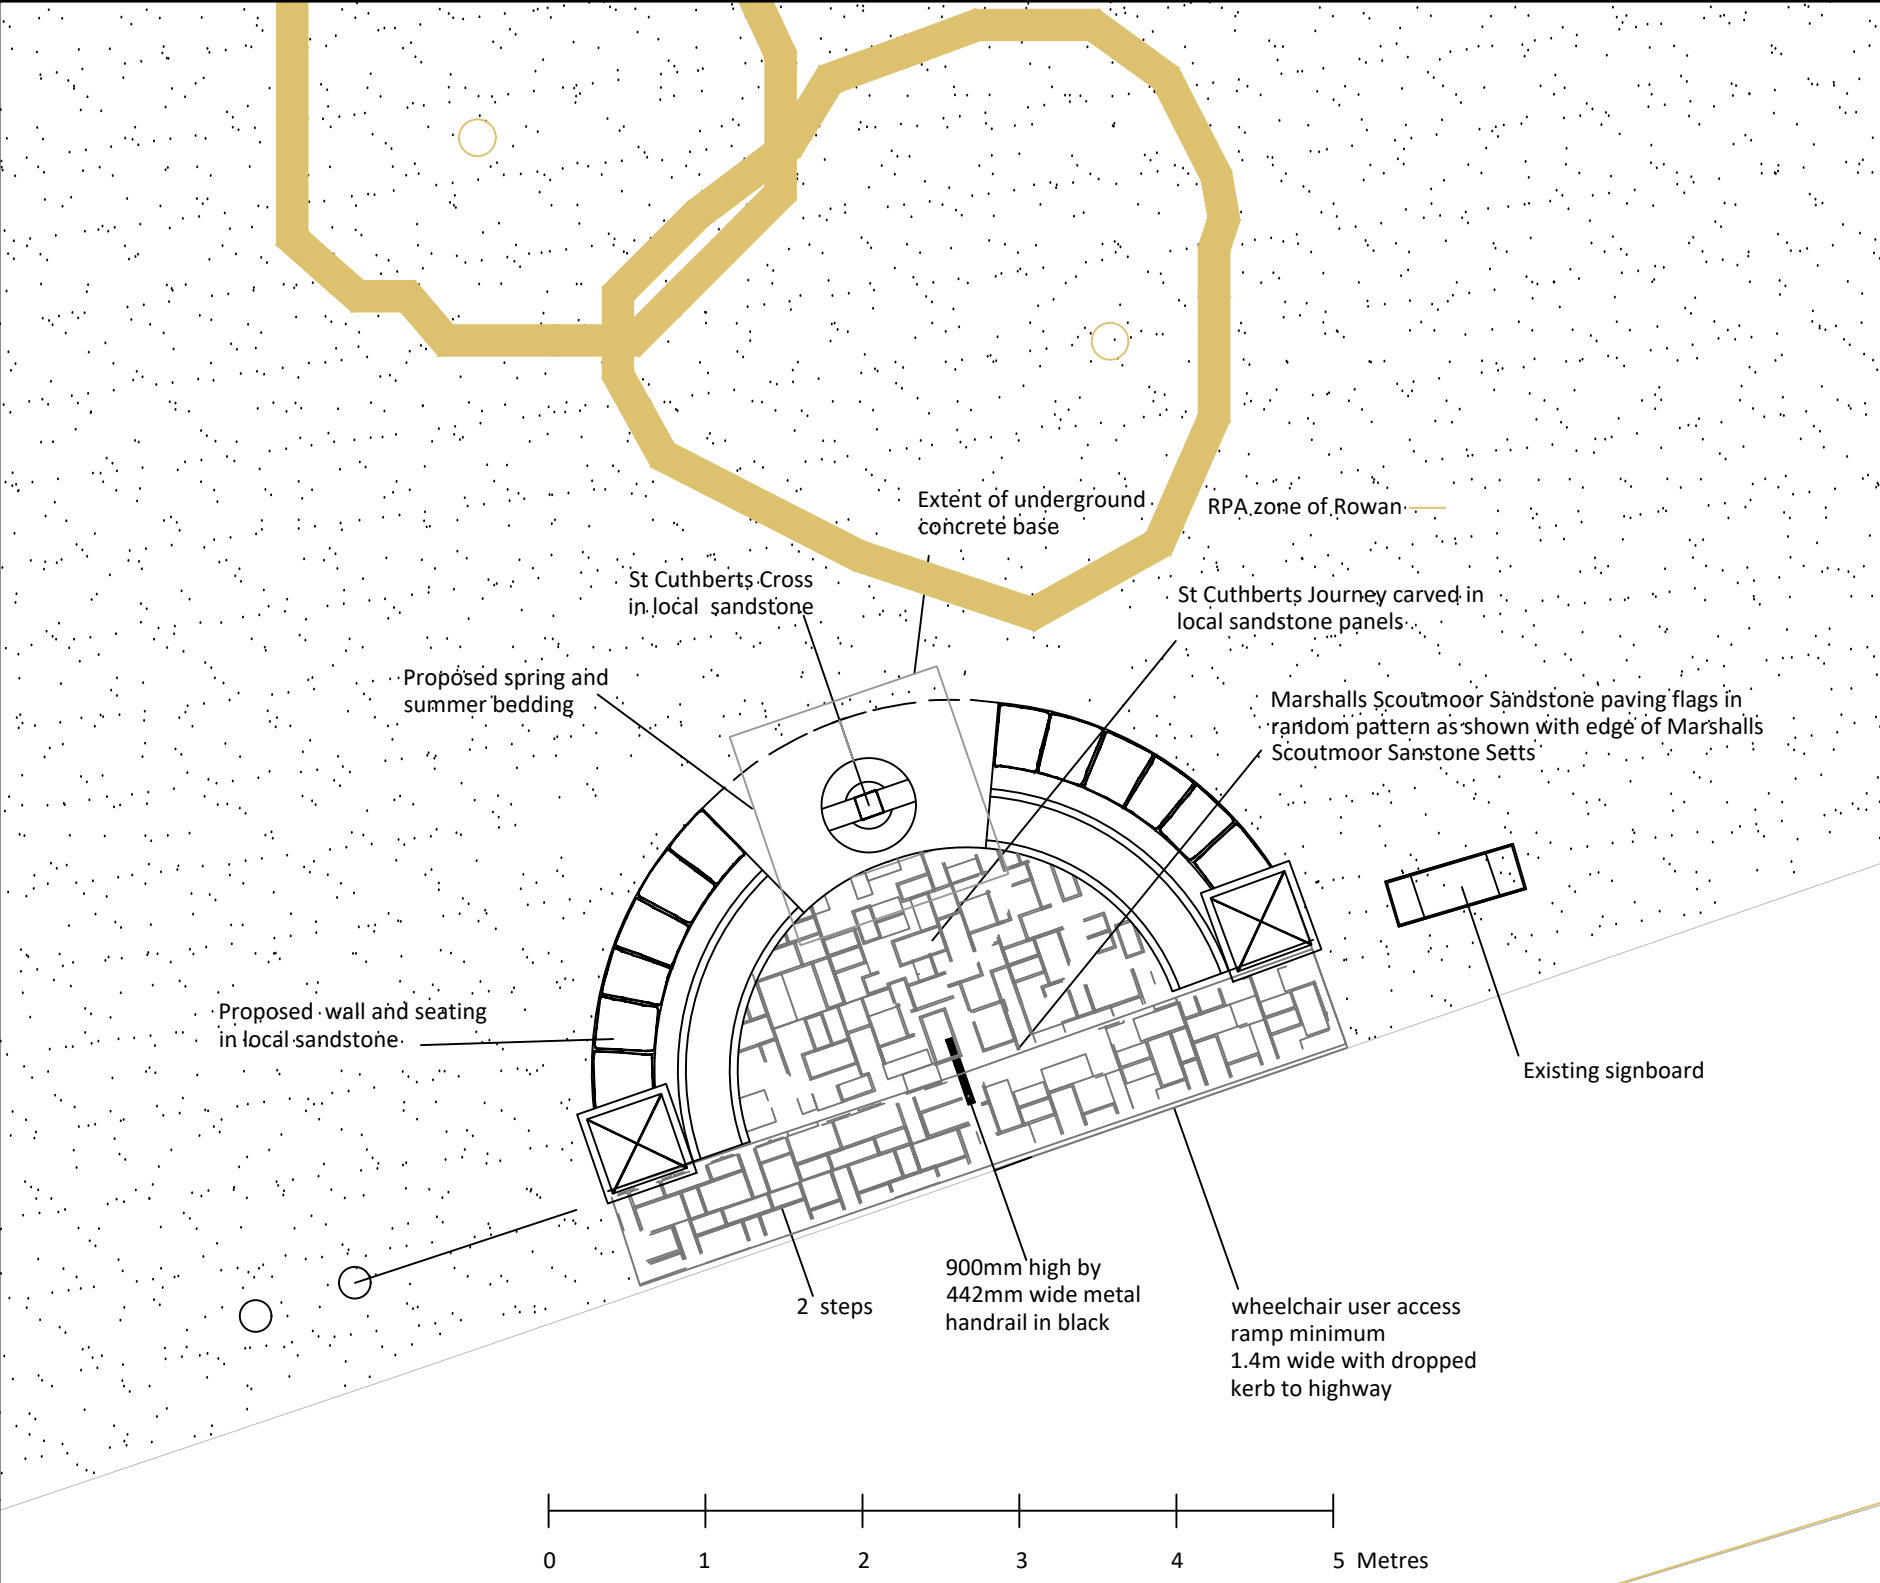 Extent of underground
concrete base
RPA zone of Rowan
St Cuthberts Cross
in local sandstone
St Cuthberts Journey carved in
local sandstone panels
Proposed spring and
summer bedding
Marshalls Scoutmoor Sandstone paving flags in
random pattern as shown with edge of Marshalls
Scoutmoor Sanstone Setts
Proposed wall and seating
in local sandstone
Existing signboard
2 steps
900mm high by
442mm wide metal
handrail in black
wheelchair user access
ramp minimum
1.4m wide with dropped
kerb to highway
0 1 2 3 4 5 Metres